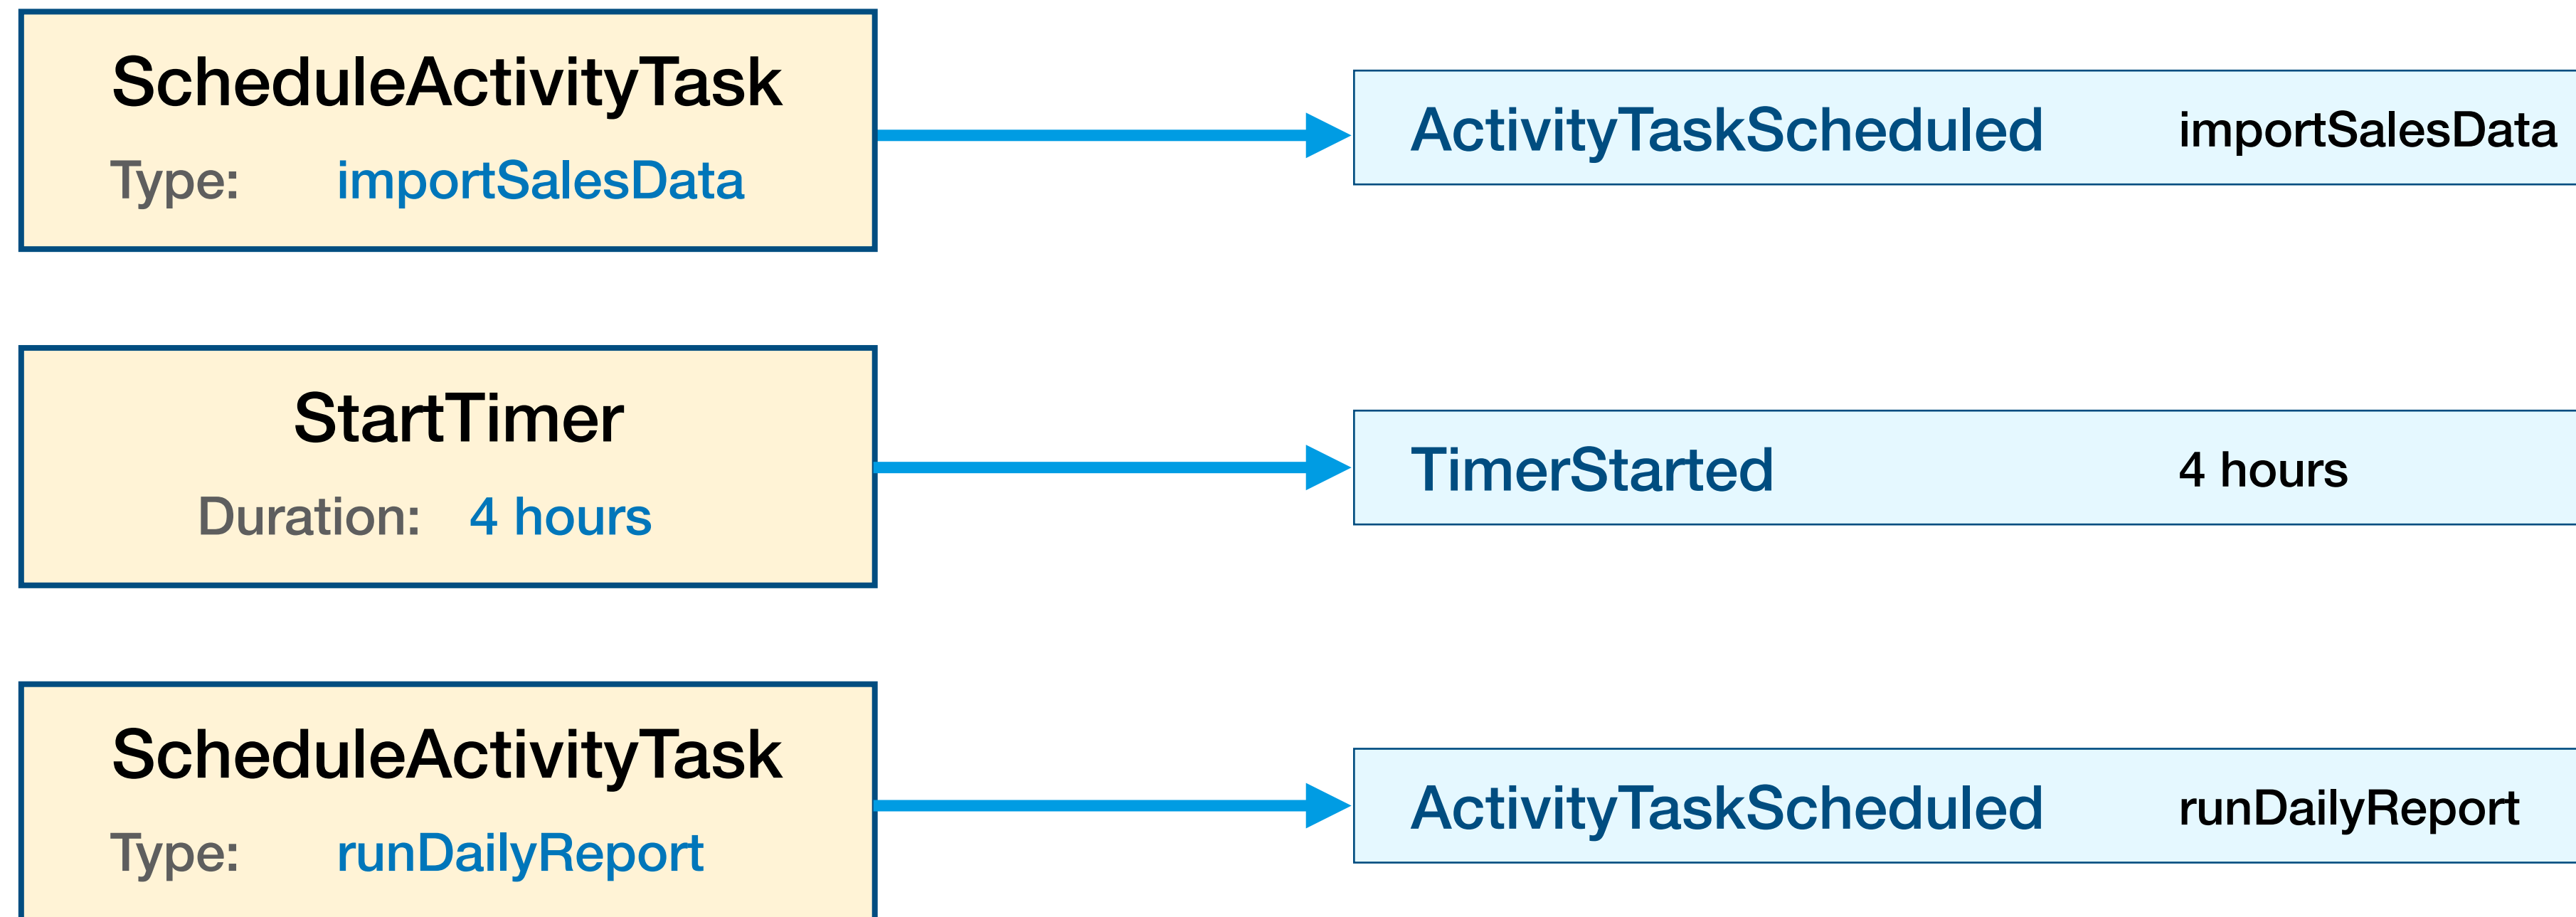 ScheduleActivityTask
Type: importSalesData
ActivityTaskScheduled importSalesData
StartTimer
Duration: 4 hours
TimerStarted 4 hours
ScheduleActivityTask
Type: runDailyReport
ActivityTaskScheduled runDailyReport